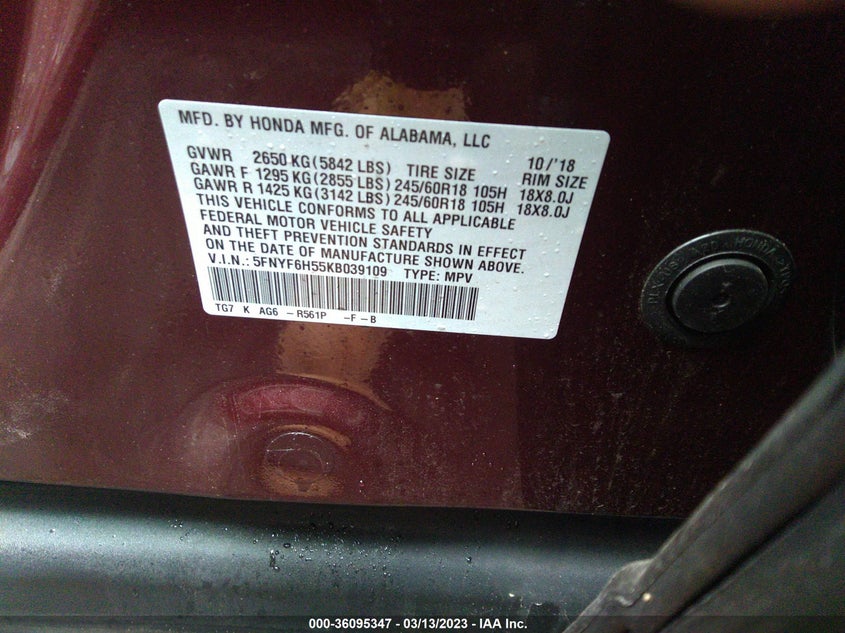 MFD. BY HONDA MFG. OF ALABAMA, LLC
10/'18
GVWR 2650 KG(5842 LBS) TIRE SIZE RIM SIZE
GAWR F 1295 KG(2855 LBS) 245/60R18 105H 18X8.0J
GAWR R 1425 KG(3142 LBS) 245/60R18 105H 18X8.0J
THIS VEHICLE CONFORMS TO ALL APPLICABLE
FEDERAL MOTOR VEHICLE SAFETY
AND THEFT PREVENTION STANDARDS IN EFFECT
ON THE DATE OF MANUFACTURE SHOWN ABOVE.
V.I.N.: 5FNYF6H55KB039109 TYPE: MPV
TG7 K AG6 -R561P -F-B
HONDA
000-36095347 — 03/13/2023 — IAA Inc.